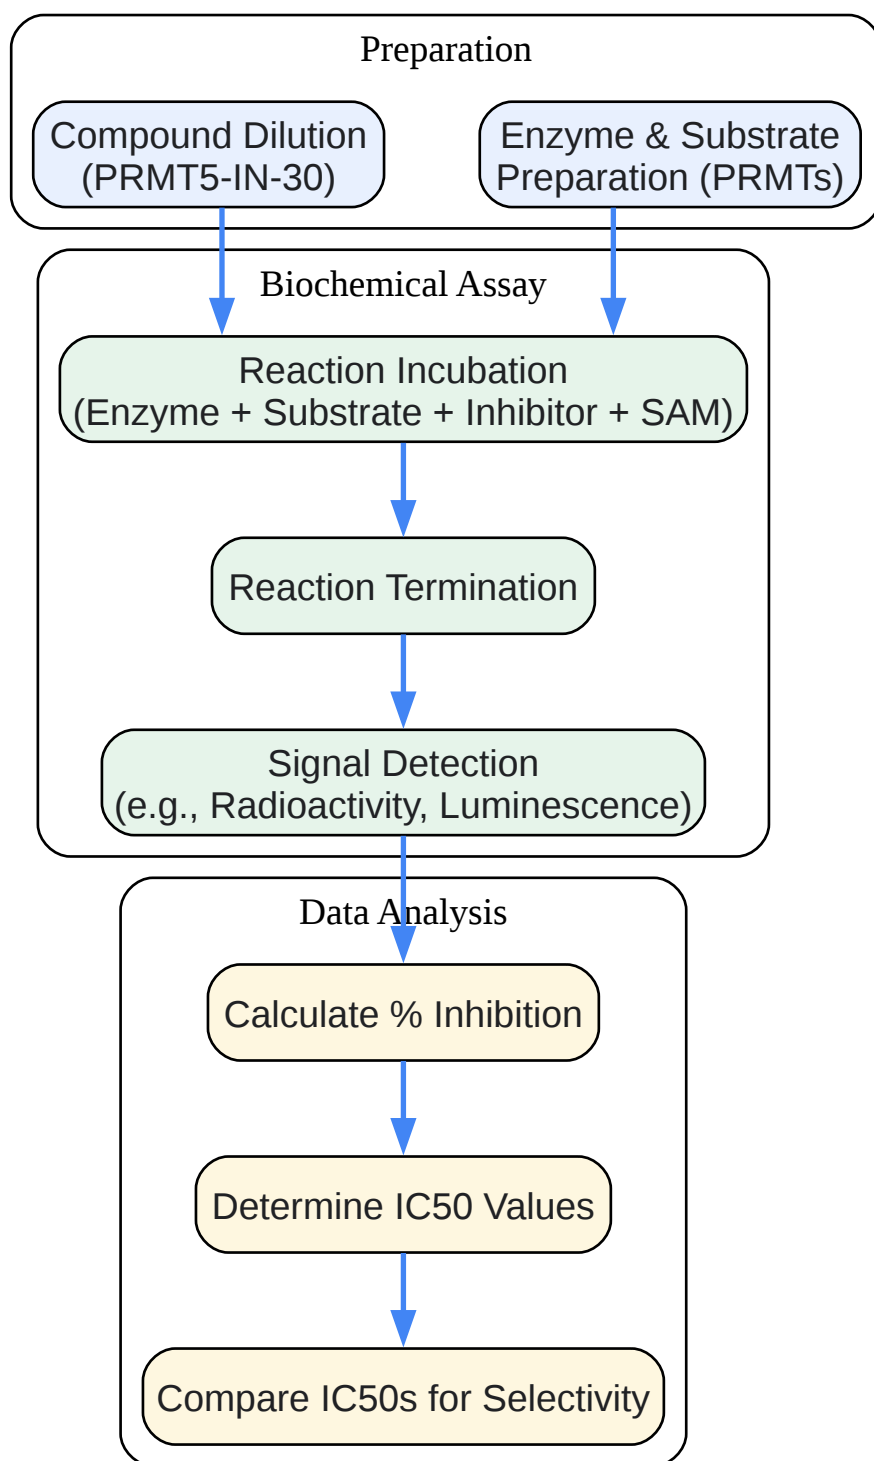 Preparation
Compound Dilution
(PRMT5-IN-30)
Enzyme & Substrate
Preparation (PRMTs)
Biochemical Assay
Reaction Incubation
(Enzyme + Substrate + Inhibitor + SAM)
Reaction Termination
Signal Detection
(e.g., Radioactivity, Luminescence)
Data Analysis
Calculate % Inhibition
Determine IC50 Values
Compare IC50s for Selectivity